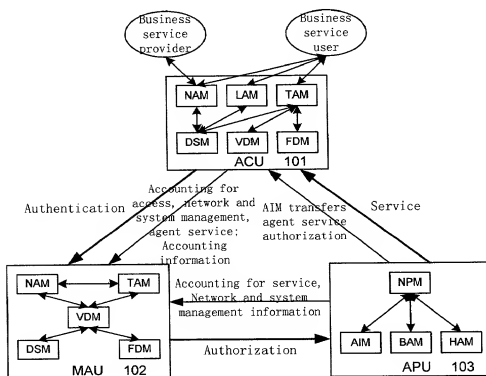 Business
service
provider
Business
service
user
NAM
LAM
TAM
DSM
VDM
FDM
ACU 101
Authentication
Accounting for
access, network and
system management,
agent service;
Accounting
information
AIM transfers
agent service
authorization
Service
NAM
TAM
VDM
DSM
FDM
MAU 102
Accounting for service,
Network and system
management information
Authorization
NPM
AIM
BAM
HAM
APU 103